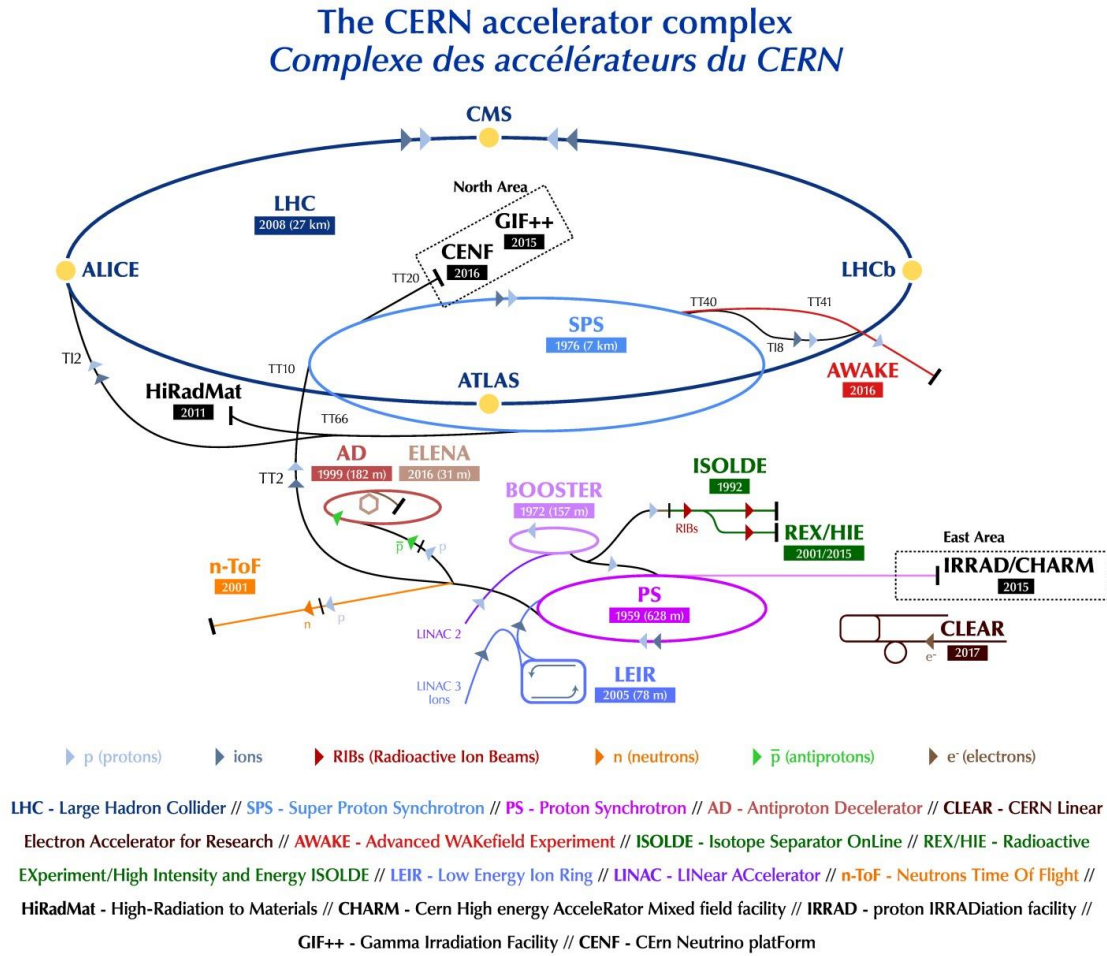 The CERN accelerator complex
Complexe des accélérateurs du CERN
CMS
North Area
LHC
2008 (27 km)
GIF++
2015
CENF
2016
TT20
ALICE
LHCb
TT40
TT41
SPS
1976 (7 km)
TI8
TI2
TT10
AWAKE
2016
ATLAS
HiRadMat
2011
TT66
AD
1999 (182 m)
ELENA
2016 (31 m)
TT2
ISOLDE
1992
BOOSTER
1972 (157 m)
RIBs
REX/HIE
2001/2015
East Area
p̅
p
n-ToF
2001
IRRAD/CHARM
2015
PS
1959 (628 m)
n
p
LINAC 2
CLEAR
2017
e-
LEIR
2005 (78 m)
LINAC 3
Ions
p (protons)
ions
RIBs (Radioactive Ion Beams)
n (neutrons)
p̅ (antiprotons)
e- (electrons)
LHC - Large Hadron Collider // SPS - Super Proton Synchrotron // PS - Proton Synchrotron // AD - Antiproton Decelerator // CLEAR - CERN Linear
Electron Accelerator for Research // AWAKE - Advanced WAKefield Experiment // ISOLDE - Isotope Separator OnLine // REX/HIE - Radioactive
EXperiment/High Intensity and Energy ISOLDE // LEIR - Low Energy Ion Ring // LINAC - LINear ACcelerator // n-ToF - Neutrons Time Of Flight //
HiRadMat - High-Radiation to Materials // CHARM - Cern High energy AcceleRator Mixed field facility // IRRAD - proton IRRADiation facility //
GIF++ - Gamma Irradiation Facility // CENF - CErn Neutrino platForm